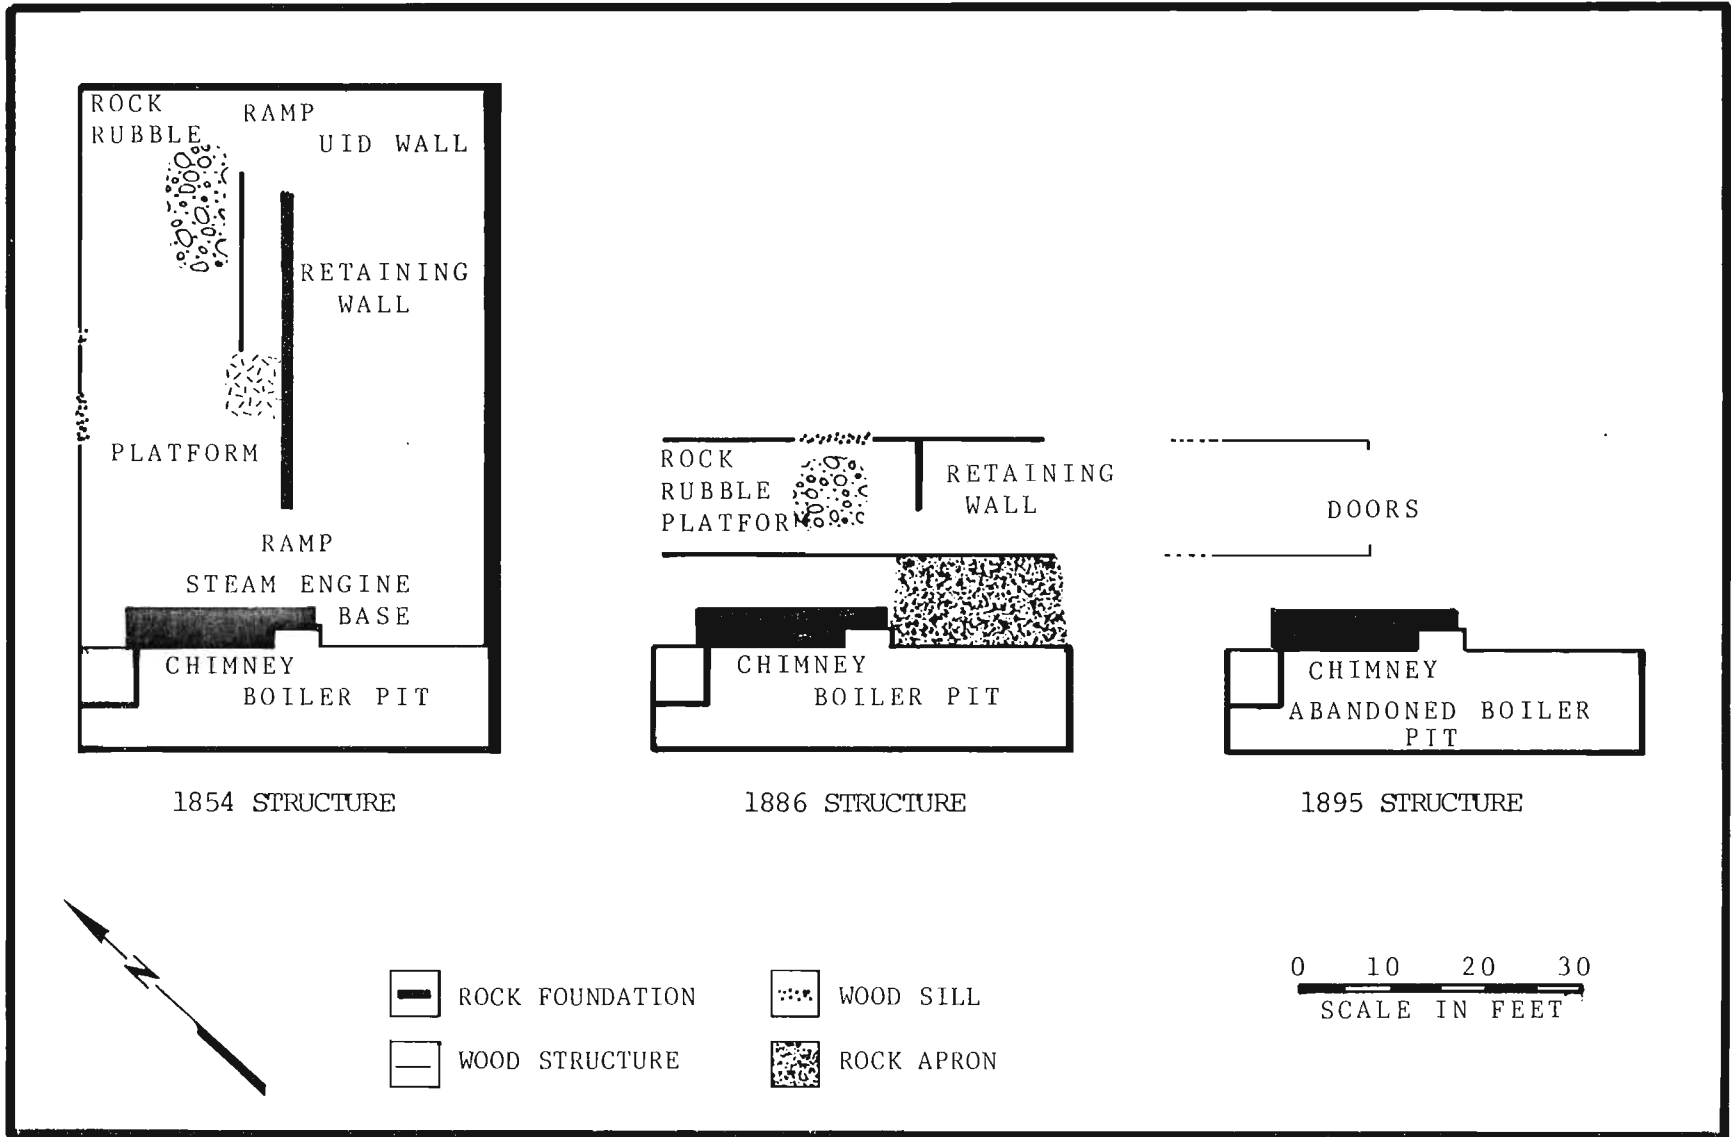 ROCK
RUBBLE
RAMP
UID WALL
RETAINING
WALL
PLATFORM
RAMP
STEAM ENGINE
BASE
CHIMNEY
BOILER PIT
1854 STRUCTURE
ROCK
RUBBLE
PLATFORM
RETAINING
WALL
CHIMNEY
BOILER PIT
1886 STRUCTURE
DOORS
CHIMNEY
ABANDONED BOILER
PIT
1895 STRUCTURE
N
ROCK FOUNDATION
WOOD STRUCTURE
WOOD SILL
ROCK APRON
0 10 20 30
SCALE IN FEET